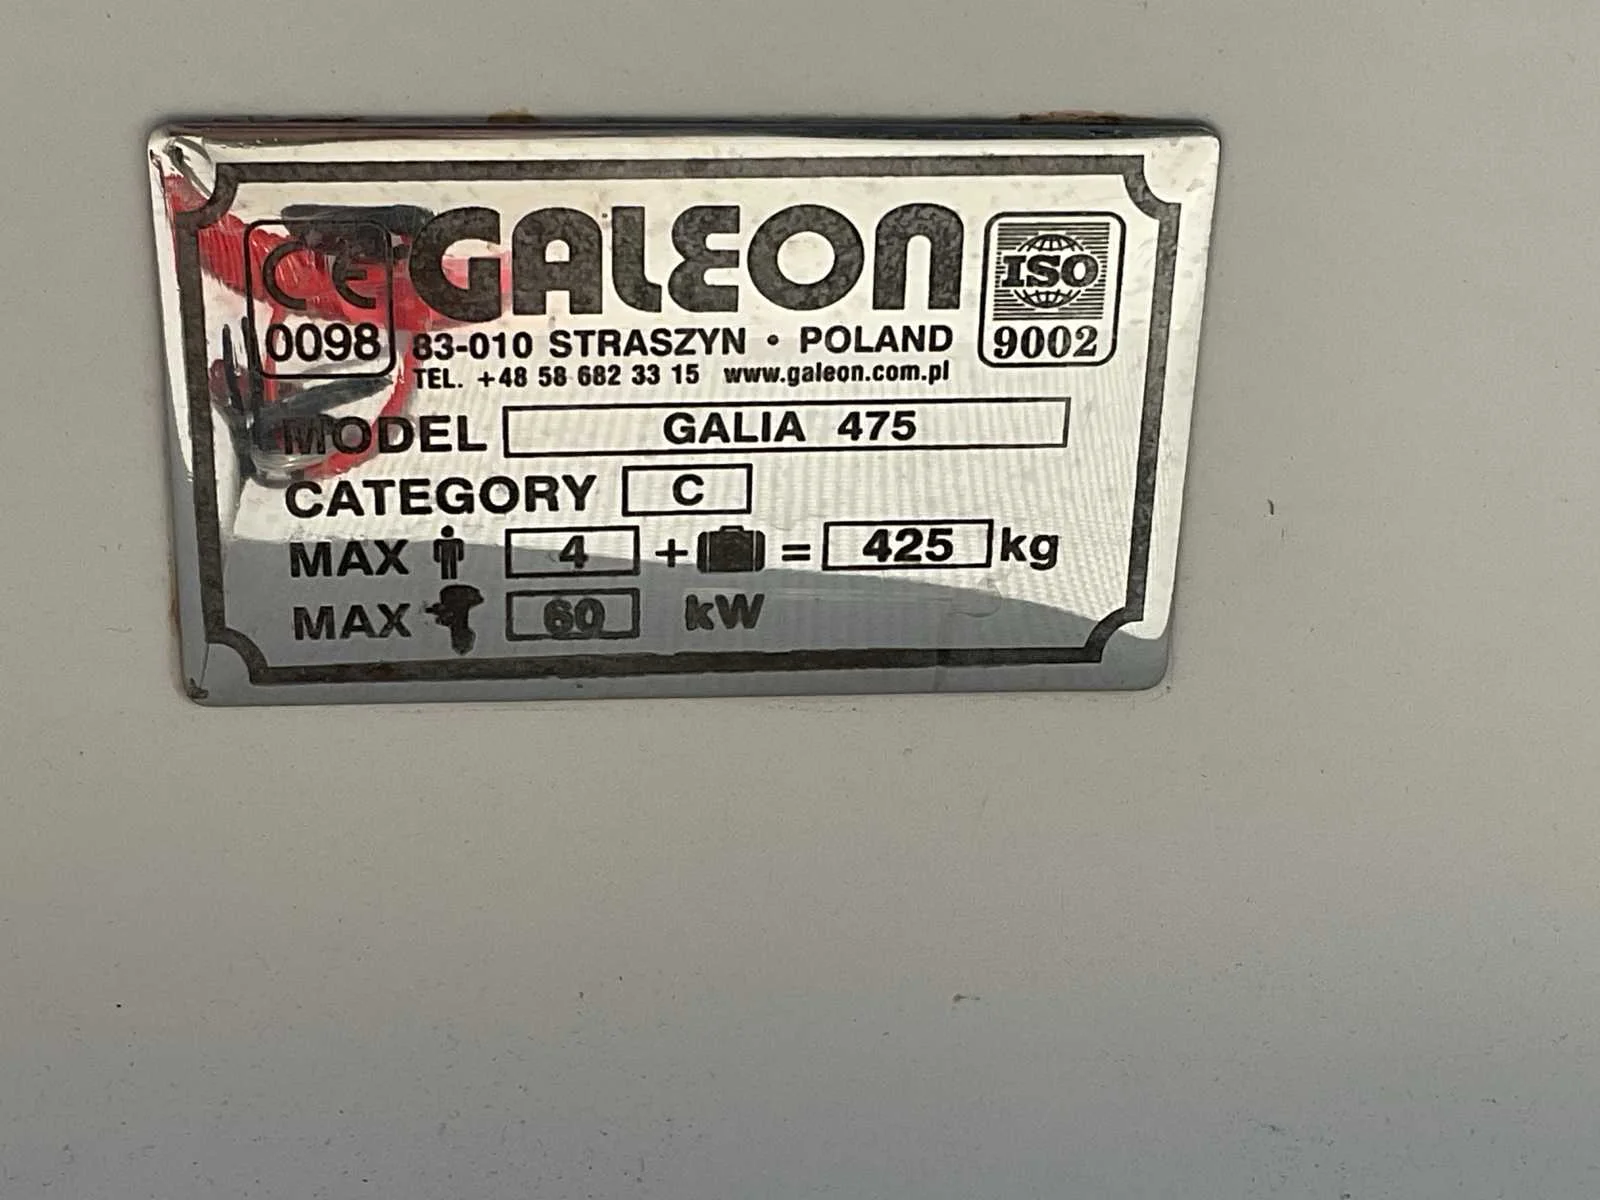 CE GALEON ISO
0098 83-010 STRASZYN • POLAND 9002
TEL. +48 58 682 33 15 www.galeon.com.pl
MODEL GALIA 475
CATEGORY C
MAX 4 + = 425 kg
MAX 60 kW